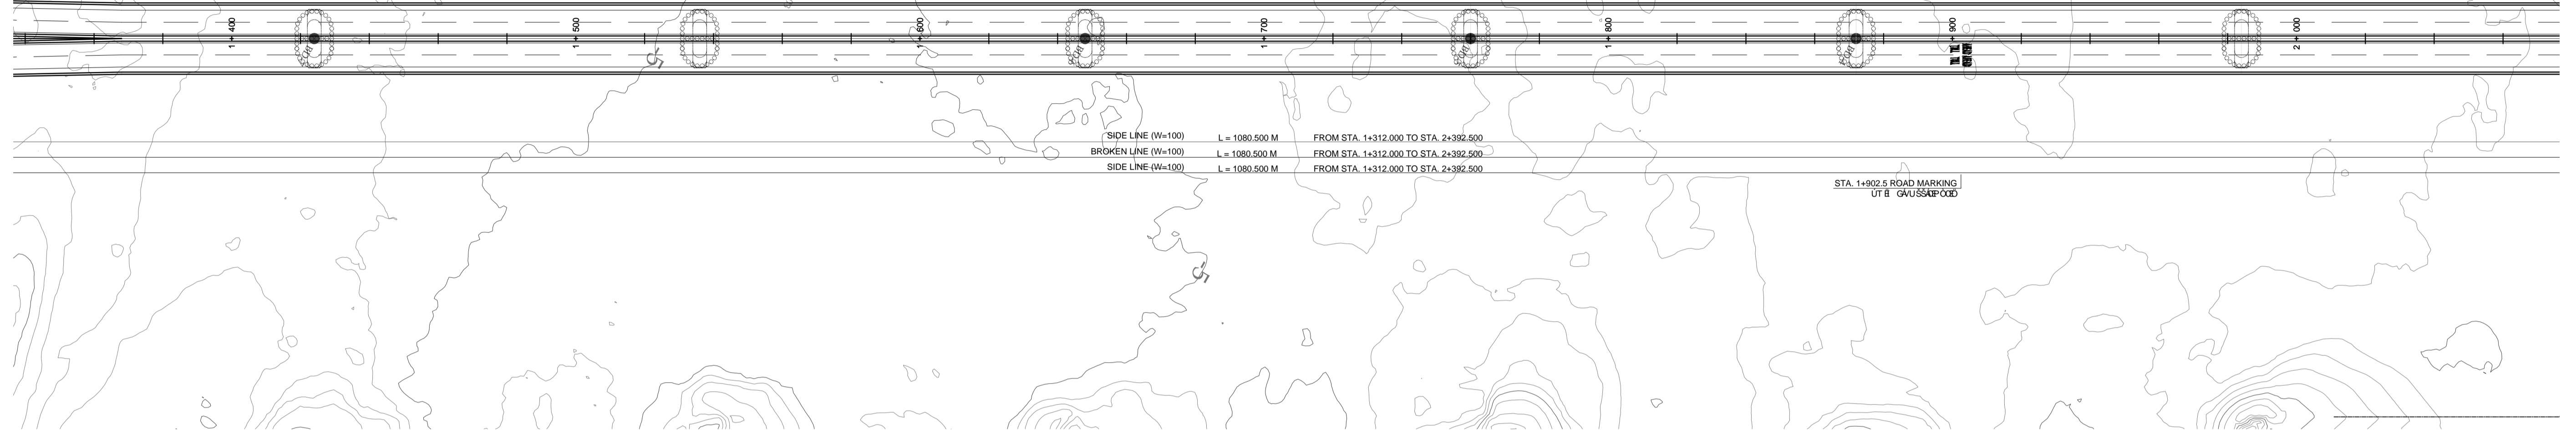 1+400
1+500
1+600
1+700
1+800
1+900
2+000
5
SIDE LINE (W=100) L = 1080.500 M FROM STA. 1+312.000 TO STA. 2+392.500
BROKEN LINE (W=100) L = 1080.500 M FROM STA. 1+312.000 TO STA. 2+392.500
SIDE LINE (W=100) L = 1080.500 M FROM STA. 1+312.000 TO STA. 2+392.500
STA. 1+902.5 ROAD MARKING
5